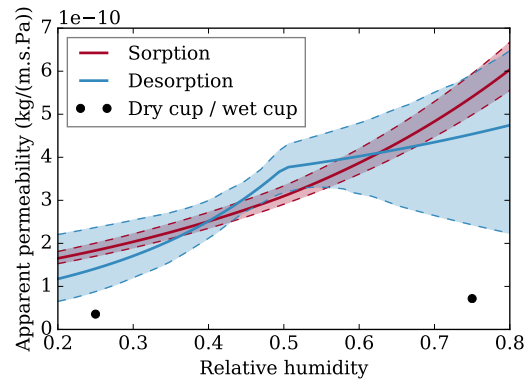 1e−10
Apparent permeability (kg/(m.s.Pa))
7
6
5
4
3
2
1
0
Sorption
Desorption
Dry cup / wet cup
0.2 0.3 0.4 0.5 0.6 0.7 0.8
Relative humidity